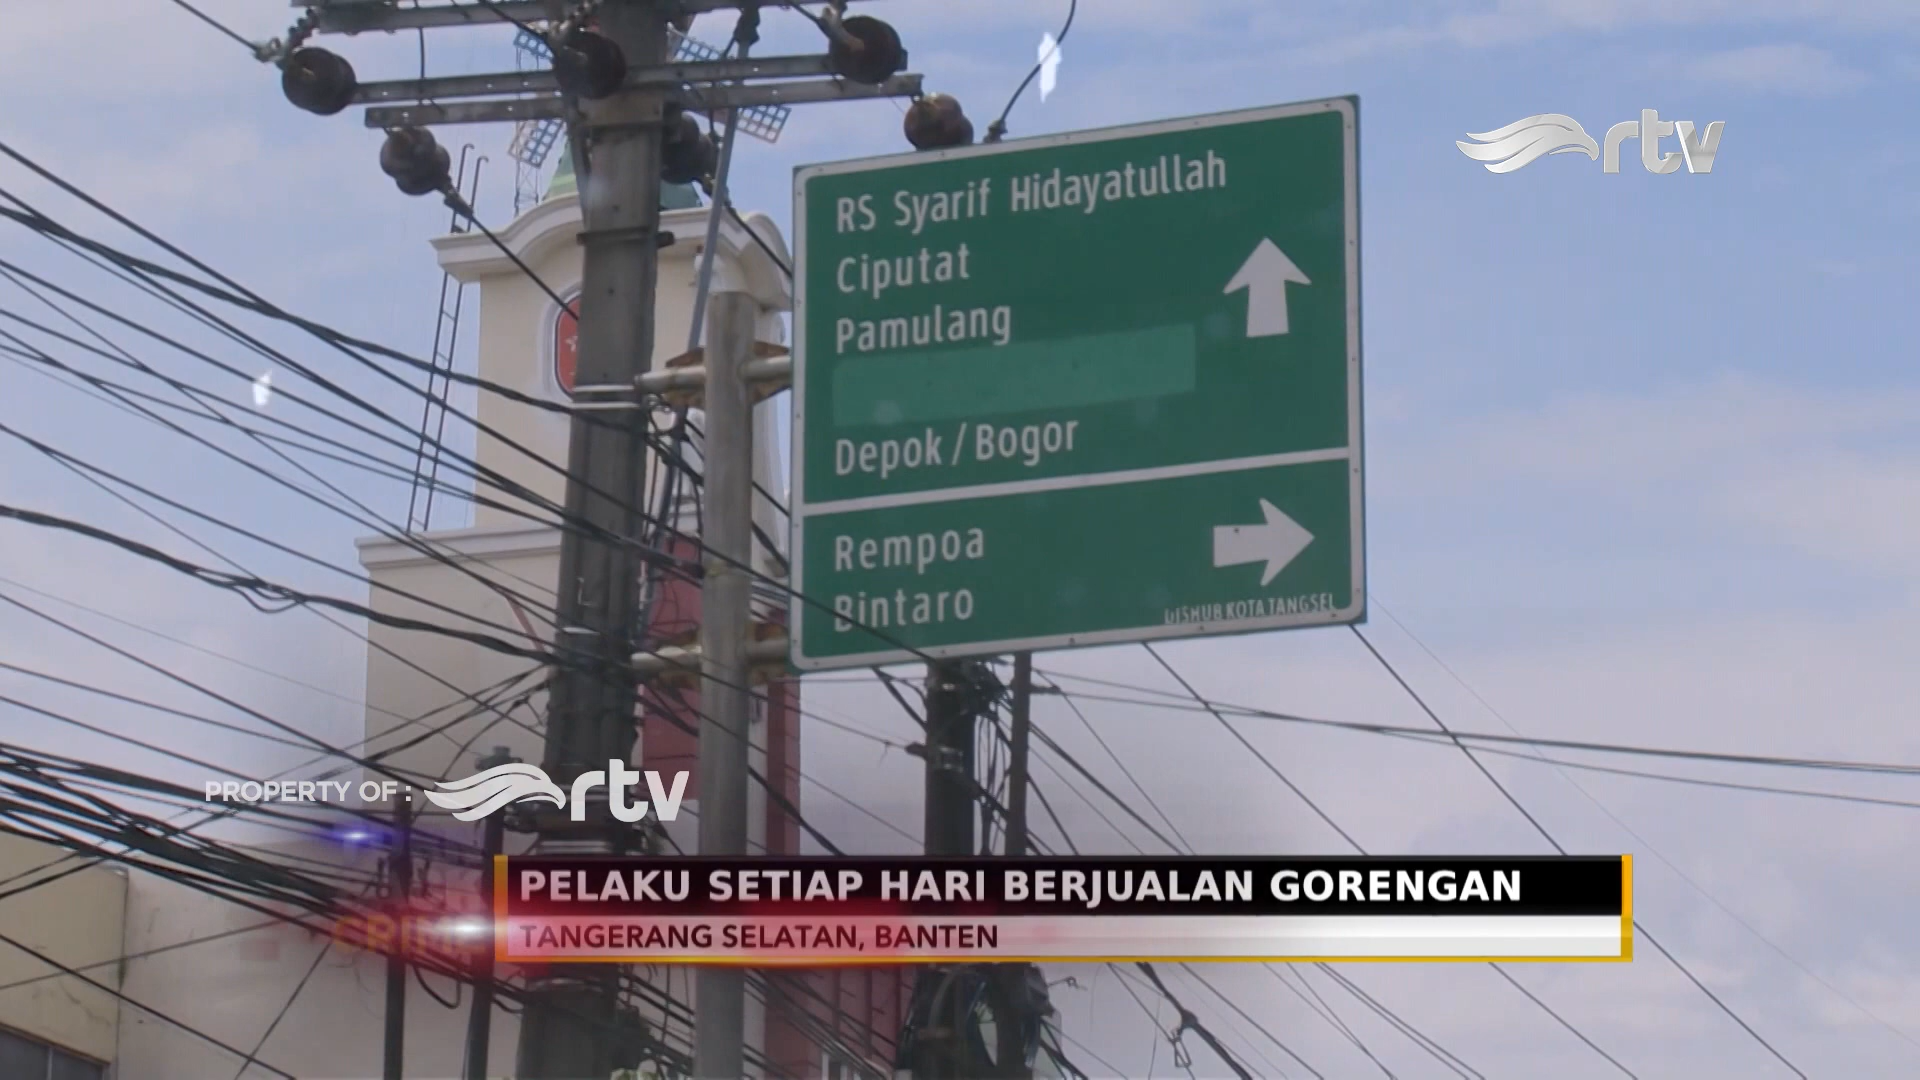 rtv
RS Syarif Hidayatullah
Ciputat
Pamulang
Depok / Bogor
Rempoa
Bintaro
DISHUB KOTA TANGSEL
PROPERTY OF : rtv
PELAKU SETIAP HARI BERJUALAN GORENGAN
CRIME
TANGERANG SELATAN, BANTEN